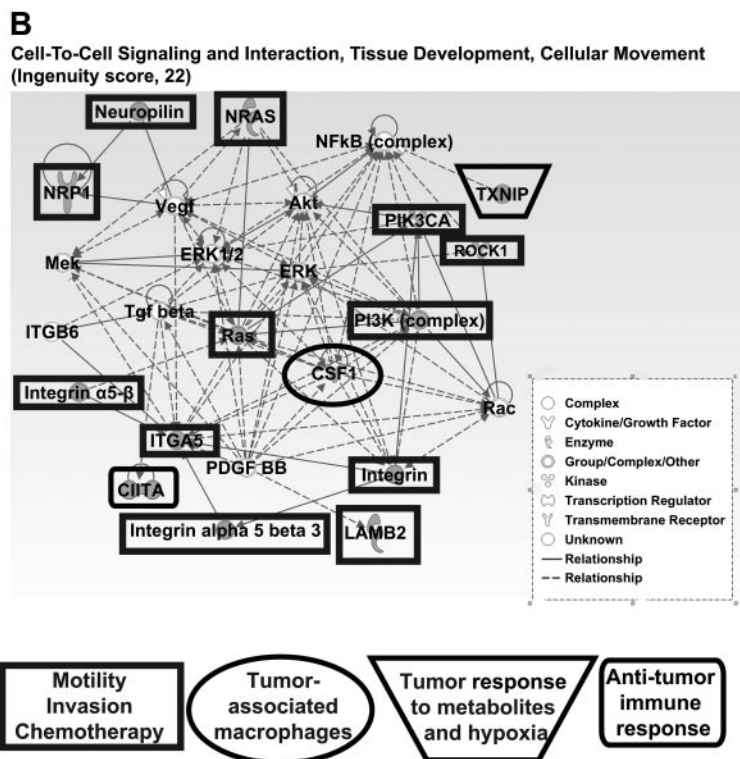 B
Cell-To-Cell Signaling and Interaction, Tissue Development, Cellular Movement
(Ingenuity score, 22)
Neuropilin
NRAS
NFkB (complex)
NRP1
TXNIP
Vegf
Akt
PIK3CA
ERK1/2
ROCK1
Mek
ERK
Tgf beta
PI3K (complex)
ITGB6
Ras
CSF1
Integrin α5-β
Rac
ITGA5
PDGF BB
Integrin
CIITA
Integrin alpha 5 beta 3
LAMB2
Complex
Cytokine/Growth Factor
Enzyme
Group/Complex/Other
Kinase
Transcription Regulator
Transmembrane Receptor
Unknown
Relationship
Relationship
Motility
Invasion
Chemotherapy
Tumor-
associated
macrophages
Tumor response
to metabolites
and hypoxia
Anti-tumor
immune
response